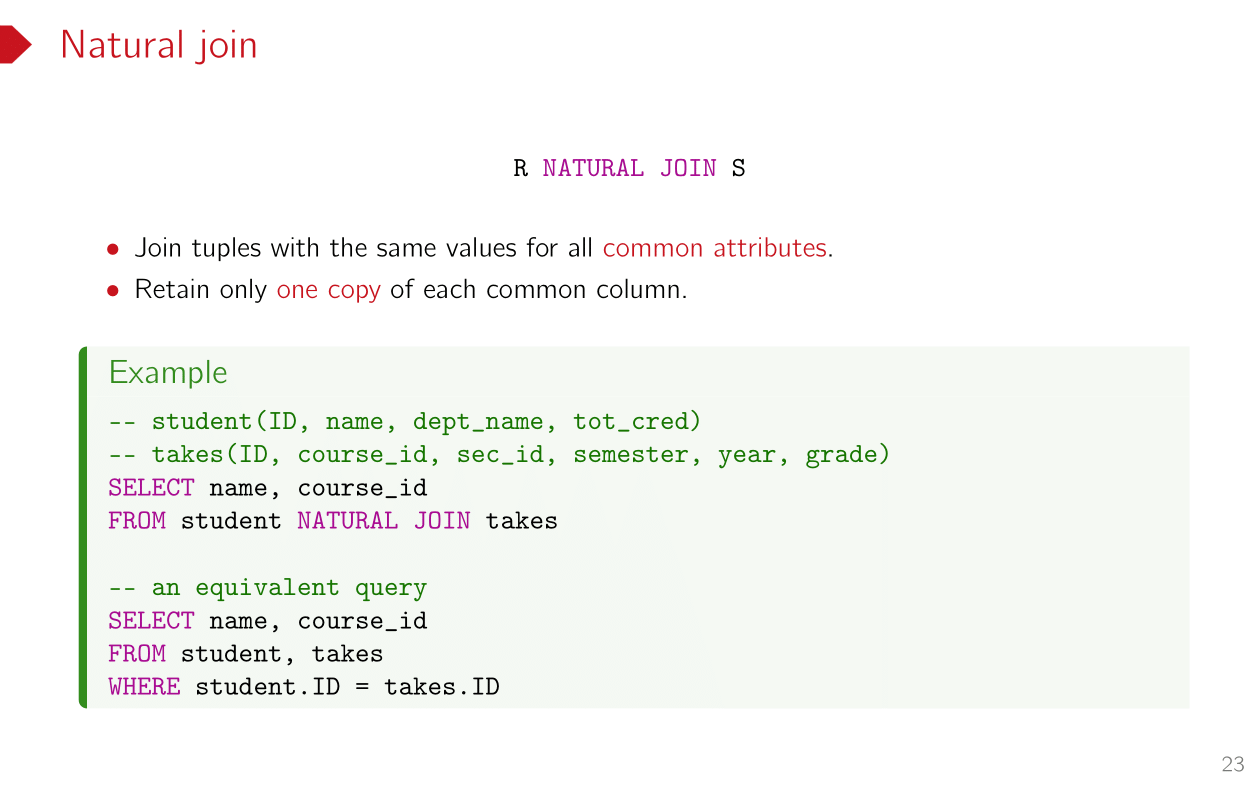 Natural join
R NATURAL JOIN S
• Join tuples with the same values for all common attributes.
• Retain only one copy of each common column.
Example
-- student(ID, name, dept_name, tot_cred)
-- takes(ID, course_id, sec_id, semester, year, grade)
SELECT name, course_id
FROM student NATURAL JOIN takes
-- an equivalent query
SELECT name, course_id
FROM student, takes
WHERE student.ID = takes.ID
23